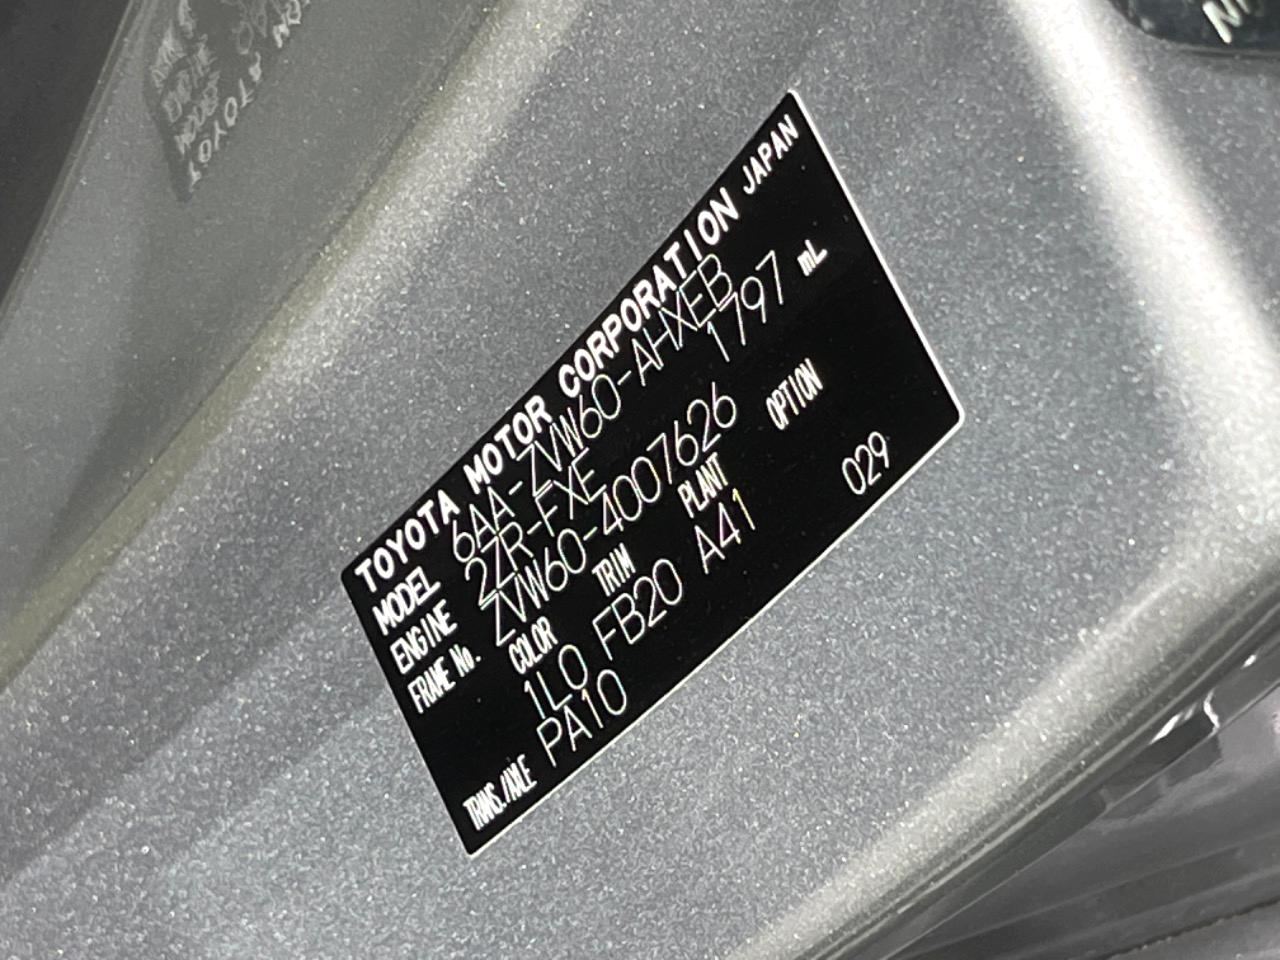 TOYOTA MOTOR CORPORATION JAPAN
MODEL 6AA-ZVW60-AHXEB
ENGINE 2ZR-FXE 1797 mL
FRAME No. ZVW60-4007626
COLOR TRIM PLANT OPTION
1L0 FB20 A41 029
TRANS./AXLE PA10